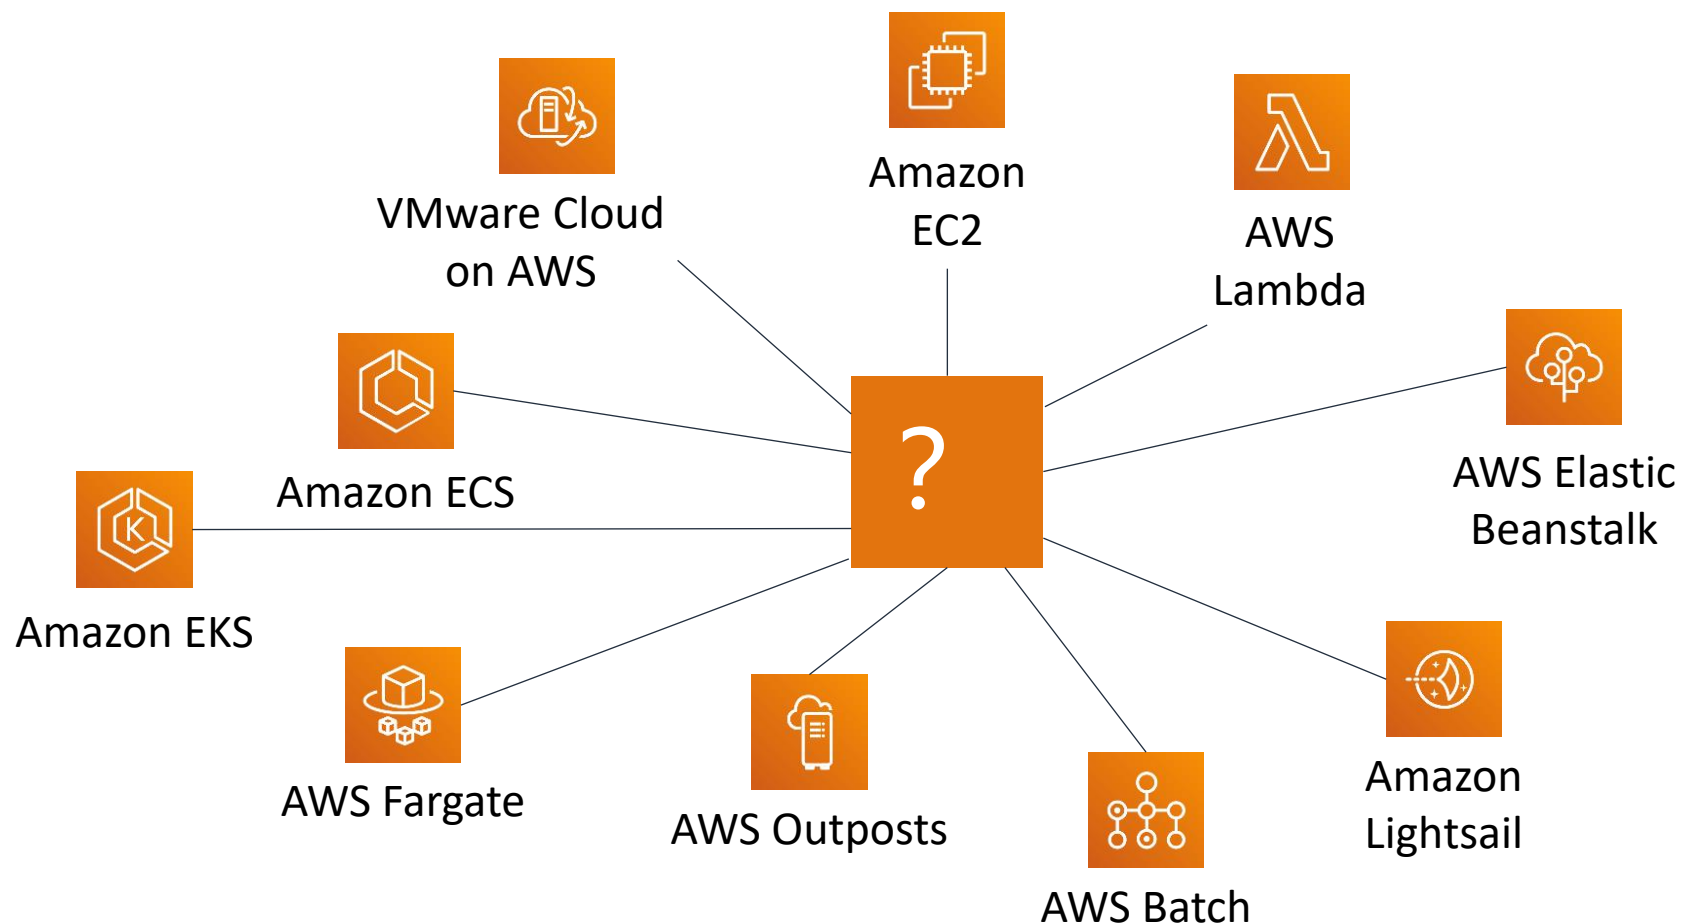 Amazon
EC2
VMware Cloud
on AWS
AWS
Lambda
Amazon ECS
?
AWS Elastic
Beanstalk
K
Amazon EKS
AWS Fargate
AWS Outposts
Amazon
Lightsail
AWS Batch